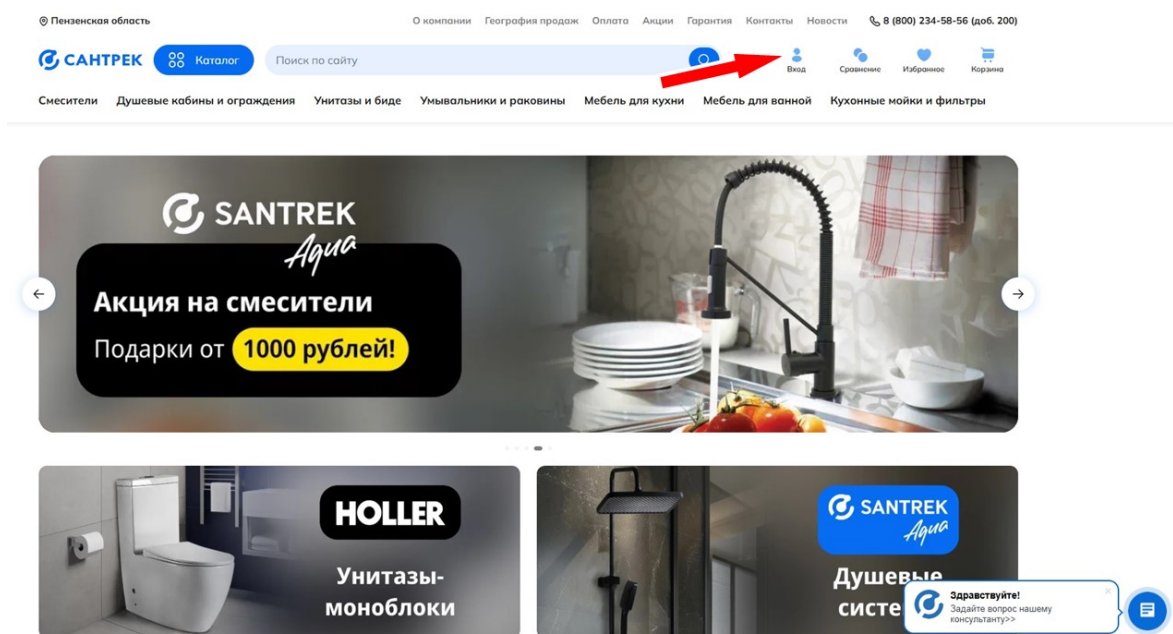 Пензенская область
О компании География продаж Оплата Акции Гарантия Контакты Новости 8 (800) 234-58-56 (доб. 200)
САНТРЕК Каталог Поиск по сайту Вход Сравнение Избранное Корзина
Смесители Душевые кабины и ограждения Унитазы и биде Умывальники и раковины Мебель для кухни Мебель для ванной Кухонные мойки и фильтры
SANTREK
Aqua
Акция на смесители
Подарки от 1000 рублей!
HOLLER
Унитазы-
моноблоки
SANTREK
Aqua
Душевые
Здравствуйте!
Задайте вопрос нашему
консультанту>>